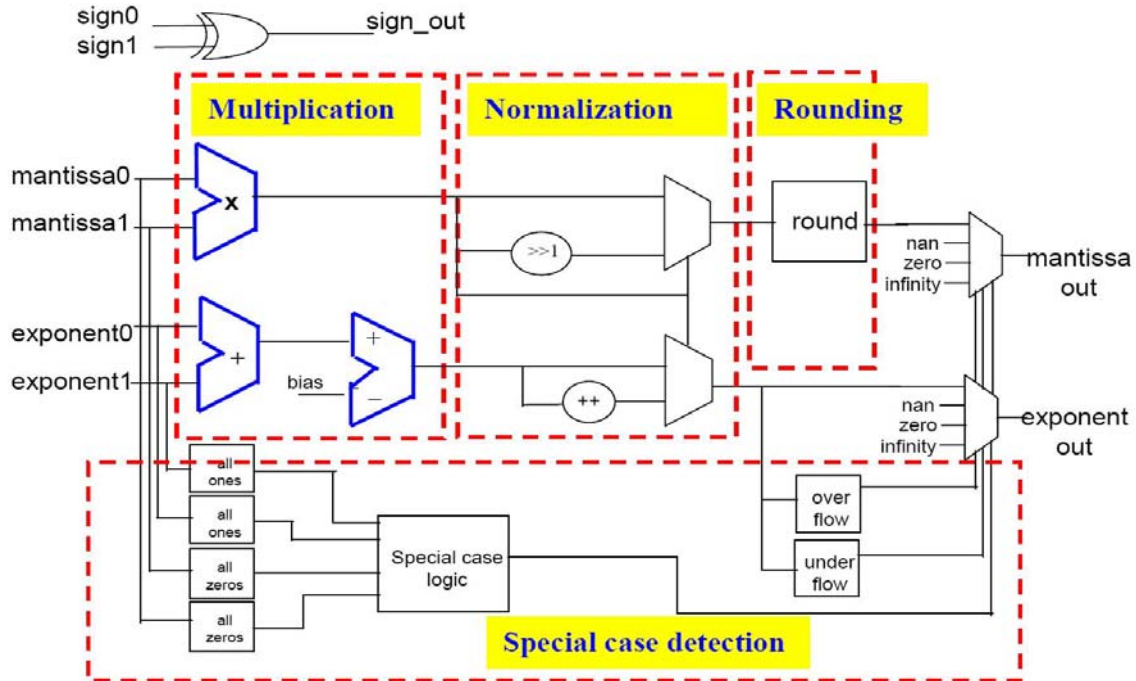 sign0
sign1
sign_out
Multiplication
Normalization
Rounding
mantissa0
mantissa1
x
>>1
round
nan
zero
infinity
mantissa
out
exponent0
exponent1
+
bias
+
−
++
nan
zero
infinity
exponent
out
all
ones
all
ones
all
zeros
all
zeros
Special case
logic
over
flow
under
flow
Special case detection